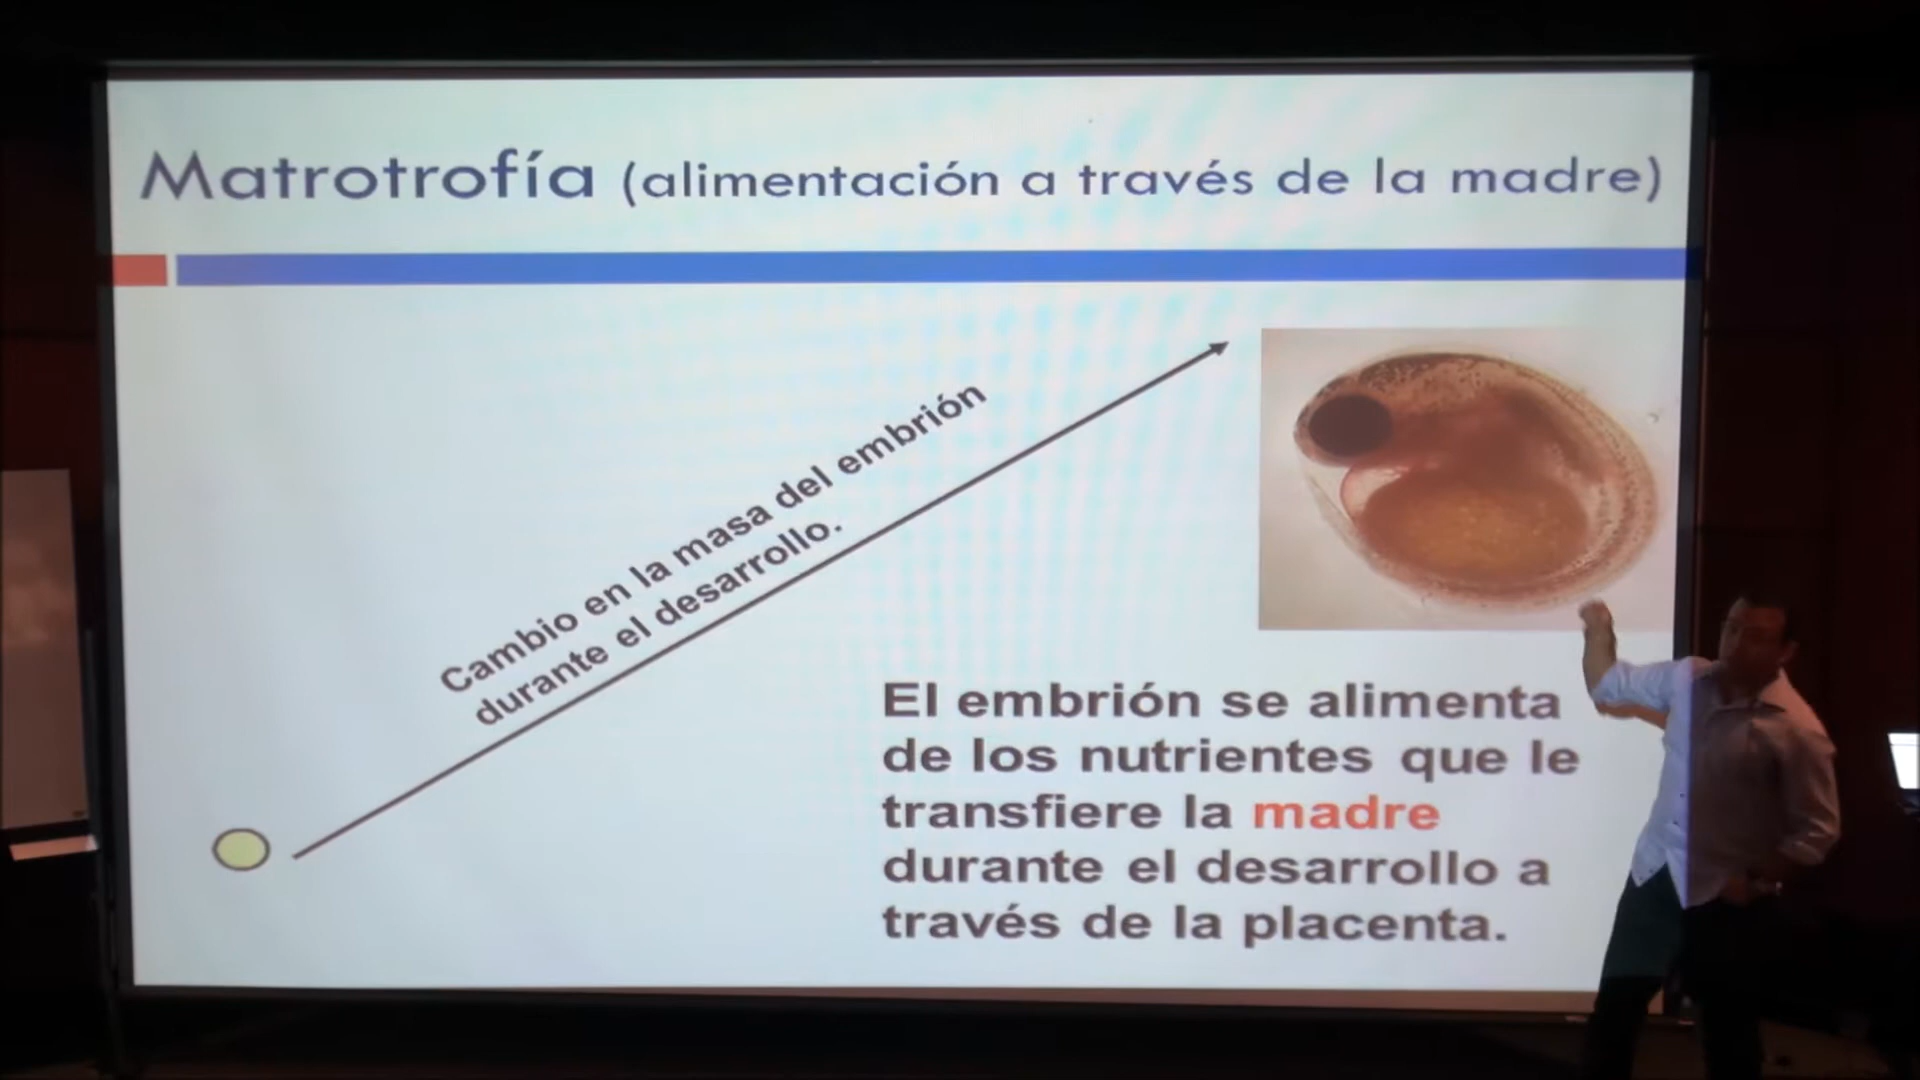 Matrotrofía (alimentación a través de la madre)
Cambio en la masa del embrión
durante el desarrollo.
El embrión se alimenta
de los nutrientes que le
transfiere la madre
durante el desarrollo a
través de la placenta.